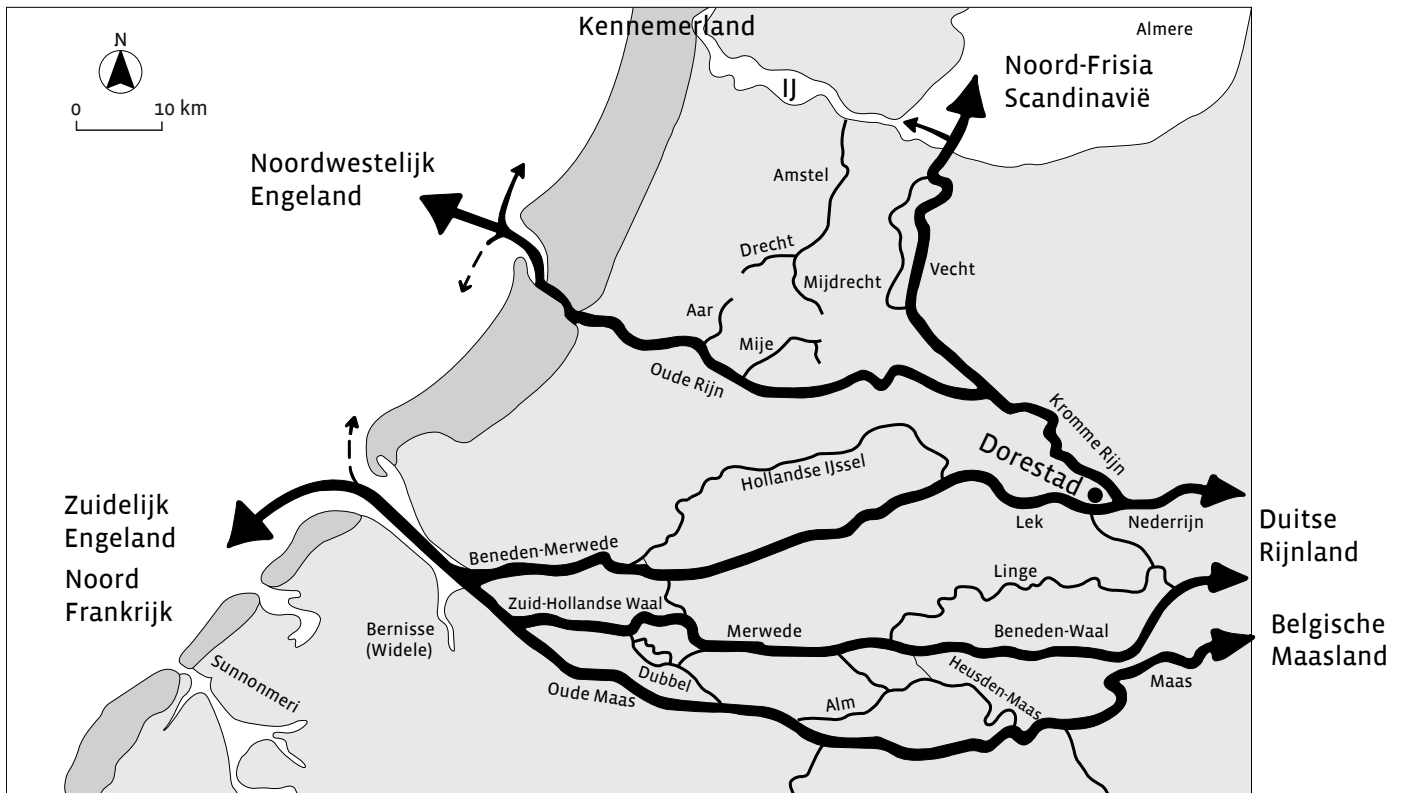 Kennemerland
Almere
N
0 10 km
IJ
Noord-Frisia
Scandinavië
Noordwestelijk
Engeland
Amstel
Drecht
Mijdrecht
Vecht
Aar
Mije
Oude Rijn
Kromme Rijn
Dorestad
Hollandse IJssel
Lek
Nederrijn
Duitse
Rijnland
Zuidelijk
Engeland
Noord
Frankrijk
Beneden-Merwede
Linge
Zuid-Hollandse Waal
Bernisse
(Widele)
Merwede
Beneden-Waal
Belgische
Maasland
Sunnonmeri
Dubbel
Oude Maas
Alm
Heusden-Maas
Maas